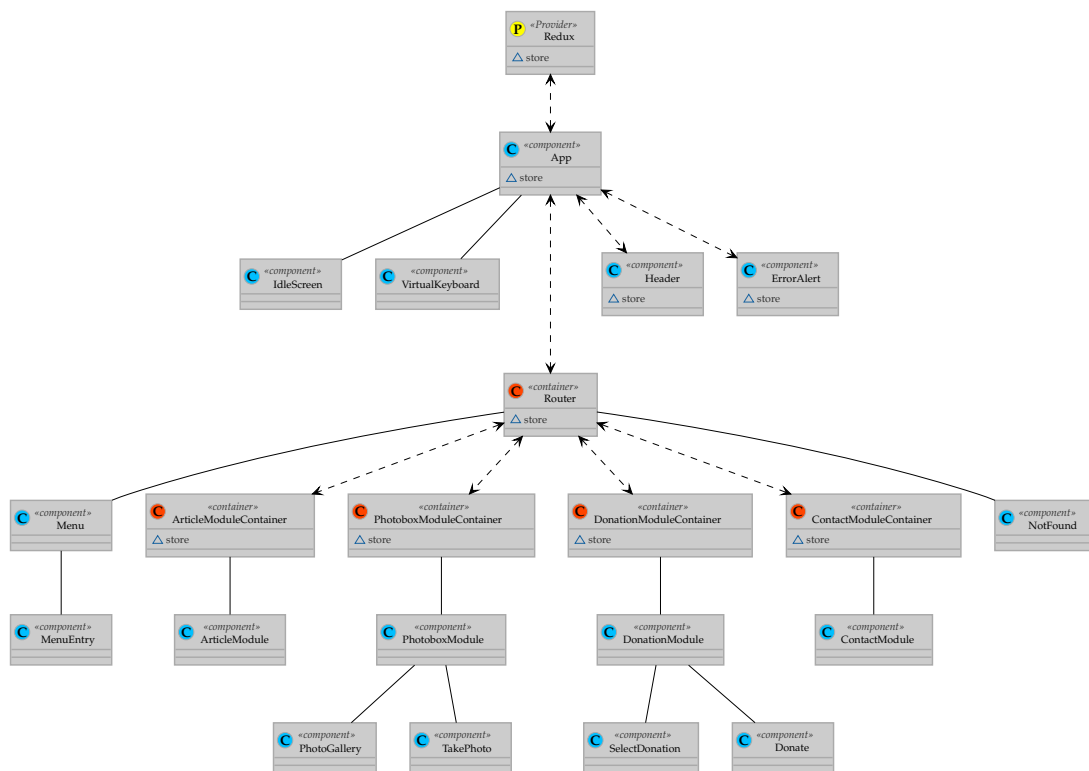 P
«Provider»
Redux
△ store
C
«component»
App
△ store
C
«component»
IdleScreen
C
«component»
VirtualKeyboard
C
«component»
Header
△ store
C
«component»
ErrorAlert
△ store
C
«container»
Router
△ store
C
«component»
Menu
C
«container»
ArticleModuleContainer
△ store
C
«container»
PhotoboxModuleContainer
△ store
C
«container»
DonationModuleContainer
△ store
C
«container»
ContactModuleContainer
△ store
C
«component»
NotFound
C
«component»
MenuEntry
C
«component»
ArticleModule
C
«component»
PhotoboxModule
C
«component»
DonationModule
C
«component»
ContactModule
C
«component»
PhotoGallery
C
«component»
TakePhoto
C
«component»
SelectDonation
C
«component»
Donate